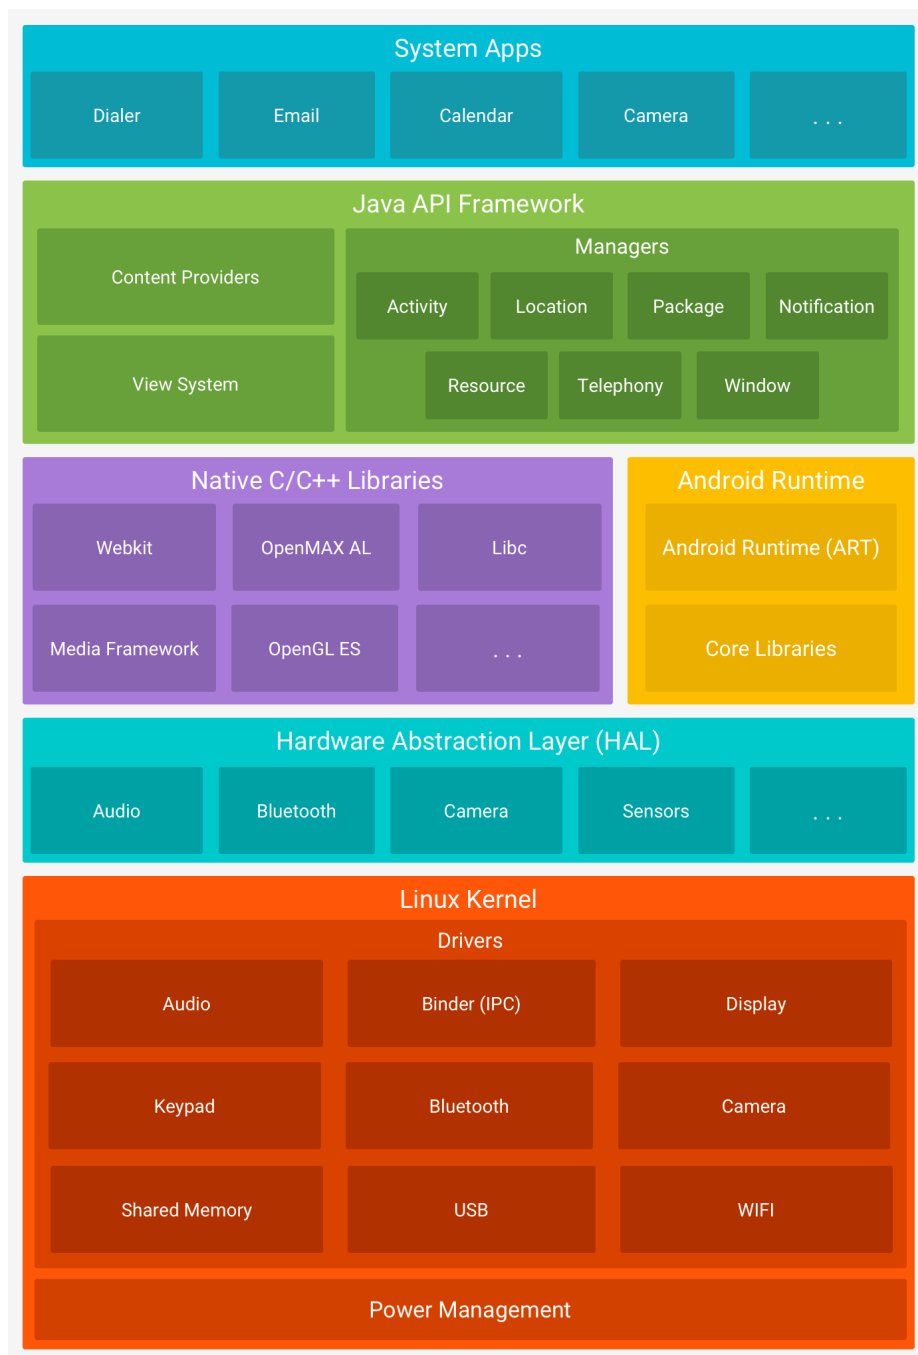 System Apps
Dialer
Email
Calendar
Camera
. . .
Java API Framework
Content Providers
View System
Managers
Activity
Location
Package
Notification
Resource
Telephony
Window
Native C/C++ Libraries
Webkit
OpenMAX AL
Libc
Media Framework
OpenGL ES
. . .
Android Runtime
Android Runtime (ART)
Core Libraries
Hardware Abstraction Layer (HAL)
Audio
Bluetooth
Camera
Sensors
. . .
Linux Kernel
Drivers
Audio
Binder (IPC)
Display
Keypad
Bluetooth
Camera
Shared Memory
USB
WIFI
Power Management